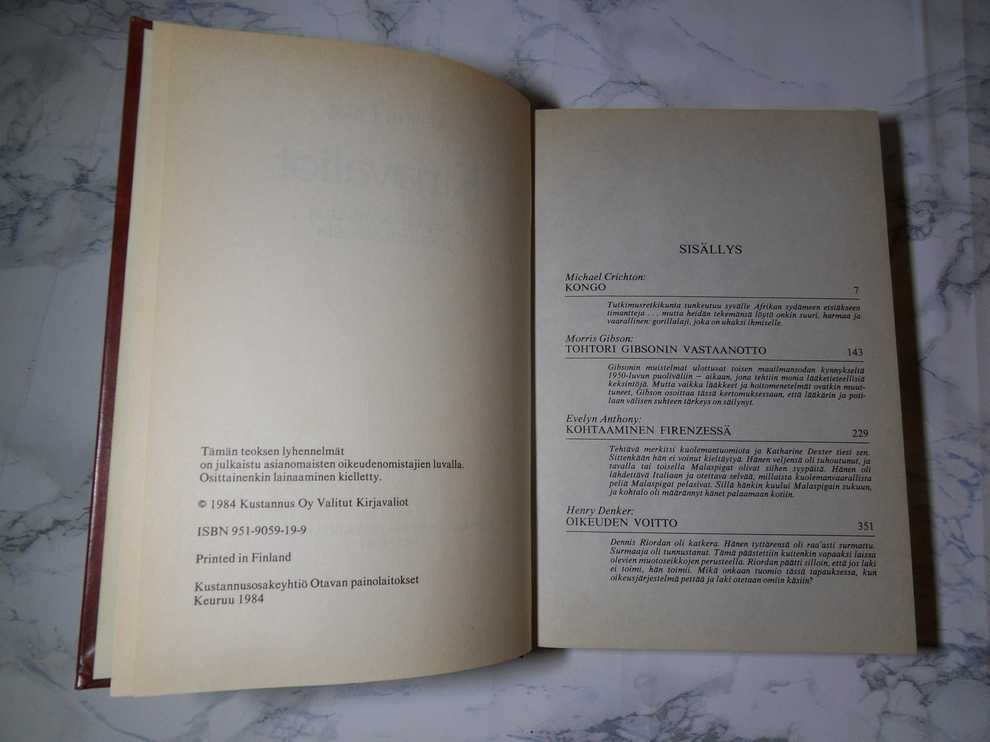 Tämän teoksen lyhennelmät
on julkaistu asianomaisten oikeudenomistajien luvalla.
Osittainenkin lainaaminen kielletty.
© 1984 Kustannus Oy Valitut Kirjavaliot
ISBN 951-9059-19-9
Printed in Finland
Kustannusosakeyhtiö Otavan painolaitokset
Keuruu 1984
SISÄLLYS
Michael Crichton:
KONGO 7
Tutkimusretkikunta tunkeutuu syvälle Afrikan sydämeen etsiäkseen
timantteja . . . mutta heidän tekemänsä löytö onkin suuri, harmaa ja
vaarallinen: gorillalaji, joka on uhaksi ihmiselle.
Morris Gibson:
TOHTORI GIBSONIN VASTAANOTTO 143
Gibsonin muistelmat ulottuvat toisen maailmansodan kynnykseltä
1950-luvun puoliväliin – aikaan, jona tehtiin monia lääketieteellisiä
keksintöjä. Mutta vaikka lääkkeet ja hoitomenetelmät ovatkin muut-
tuneet, Gibson osoittaa tässä kertomuksessaan, että lääkärin ja poti-
laan välisen suhteen tärkeys on säilynyt.
Evelyn Anthony:
KOHTAAMINEN FIRENZESSÄ 229
Tehtävä merkitsi kuolemantuomiota ja Katharine Dexter tiesi sen.
Sittenkään hän ei voinut kieltäytyä. Hänen veljensä oli tuhoutunut, ja
tavalla tai toisella Malaspigat olivat siihen syypäitä. Hänen oli
lähdettävä Italiaan ja otettava selvää, millaista kuolemanvaarallista
peliä Malaspigat pelasivat. Sillä hänkin kuului Malaspigain sukuun,
ja kohtalo oli määrännyt hänet palaamaan kotiin.
Henry Denker:
OIKEUDEN VOITTO 351
Dennis Riordan oli katkera. Hänen tyttärensä oli raa'asti surmattu.
Surmaaja oli tunnustanut. Tämä päästettiin kuitenkin vapaaksi laissa
olevien muotoseikkojen perusteella. Riordan päätti silloin, että jos laki
ei toimi, hän toimii. Mikä onkaan tuomio tässä tapauksessa, kun
oikeusjärjestelmä pettää ja laki otetaan omiin käsiin?